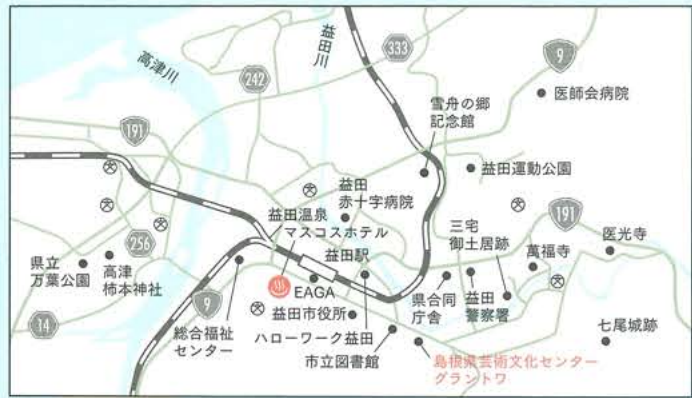 高津川
益田川
333
9
242
医師会病院
雪舟の郷
記念館
191
益田運動公園
益田
赤十字病院
益田温泉
マスコスホテル
三宅
御土居跡
191
256
県立
万葉公園
高津
柿本神社
益田駅
萬福寺
医光寺
EAGA
9
益田市役所
県合同
庁舎
益田
警察署
14
総合福祉
センター
ハローワーク益田
市立図書館
七尾城跡
島根県芸術文化センター
グラントワ